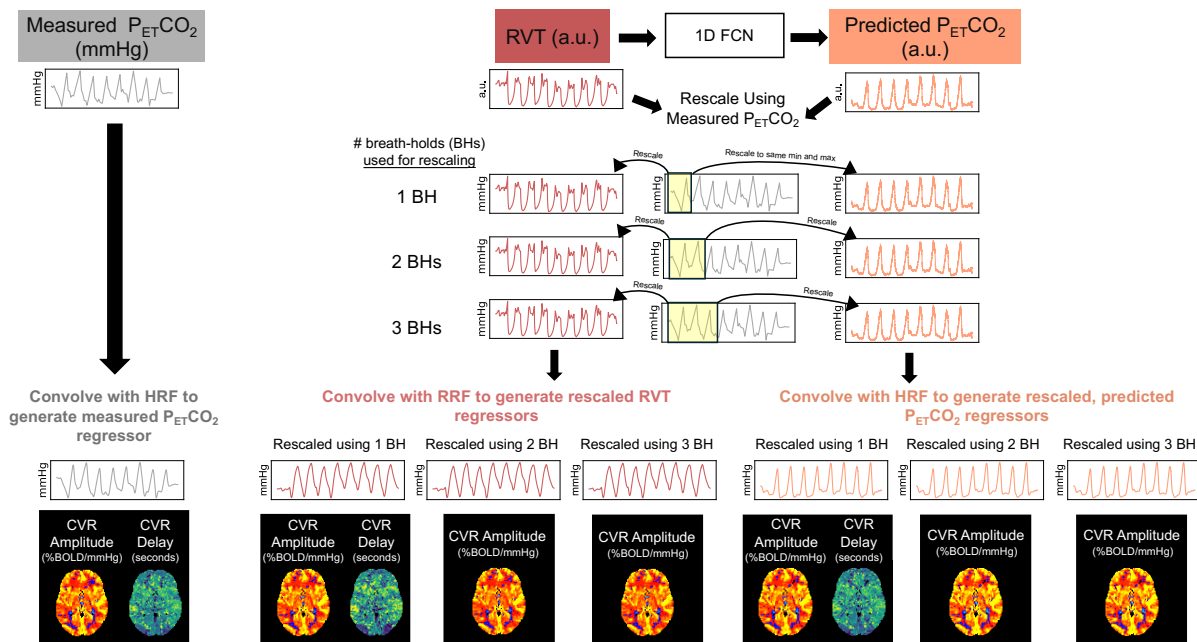 Measured PETCO2
(mmHg)
mmHg
RVT (a.u.)
1D FCN
Predicted PETCO2
(a.u.)
a.u.
a.u.
Rescale Using
Measured PETCO2
# breath-holds (BHs)
used for rescaling
Rescale
Rescale to same min and max
1 BH
mmHg
mmHg
mmHg
Rescale
Rescale
2 BHs
mmHg
mmHg
mmHg
Rescale
Rescale
3 BHs
mmHg
mmHg
mmHg
Convolve with HRF to
generate measured PETCO2
regressor
mmHg
Convolve with RRF to generate rescaled RVT
regressors
Rescaled using 1 BH
Rescaled using 2 BH
Rescaled using 3 BH
mmHg
mmHg
mmHg
Convolve with HRF to generate rescaled, predicted
PETCO2 regressors
Rescaled using 1 BH
Rescaled using 2 BH
Rescaled using 3 BH
mmHg
mmHg
mmHg
CVR
Amplitude
(%BOLD/mmHg)
CVR
Delay
(seconds)
CVR
Amplitude
(%BOLD/mmHg)
CVR
Delay
(seconds)
CVR Amplitude
(%BOLD/mmHg)
CVR Amplitude
(%BOLD/mmHg)
CVR
Amplitude
(%BOLD/mmHg)
CVR
Delay
(seconds)
CVR Amplitude
(%BOLD/mmHg)
CVR Amplitude
(%BOLD/mmHg)